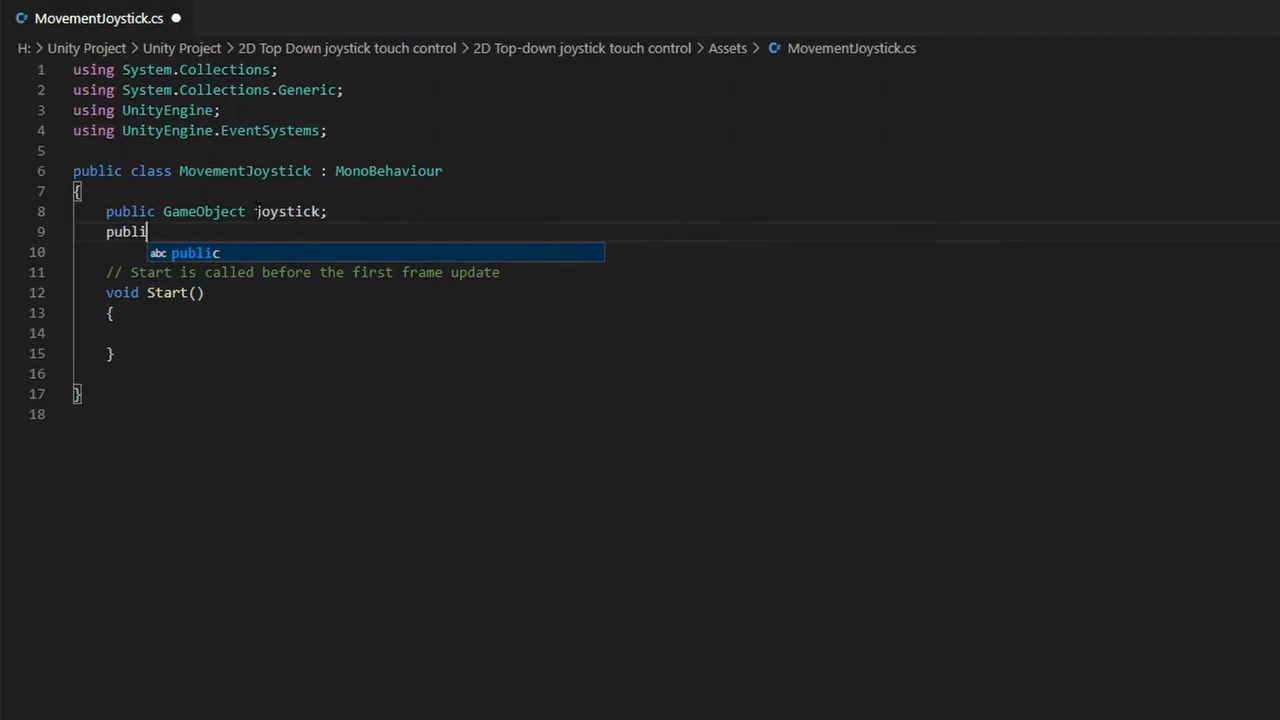 MovementJoystick.cs
H: > Unity Project > Unity Project > 2D Top Down joystick touch control > 2D Top-down joystick touch control > Assets > MovementJoystick.cs
1 using System.Collections;
2 using System.Collections.Generic;
3 using UnityEngine;
4 using UnityEngine.EventSystems;
5
6 public class MovementJoystick : MonoBehaviour
7 {
8 public GameObject joystick;
9 publi
abc public
10
11 // Start is called before the first frame update
12 void Start()
13 {
14
15 }
16
17 }
18